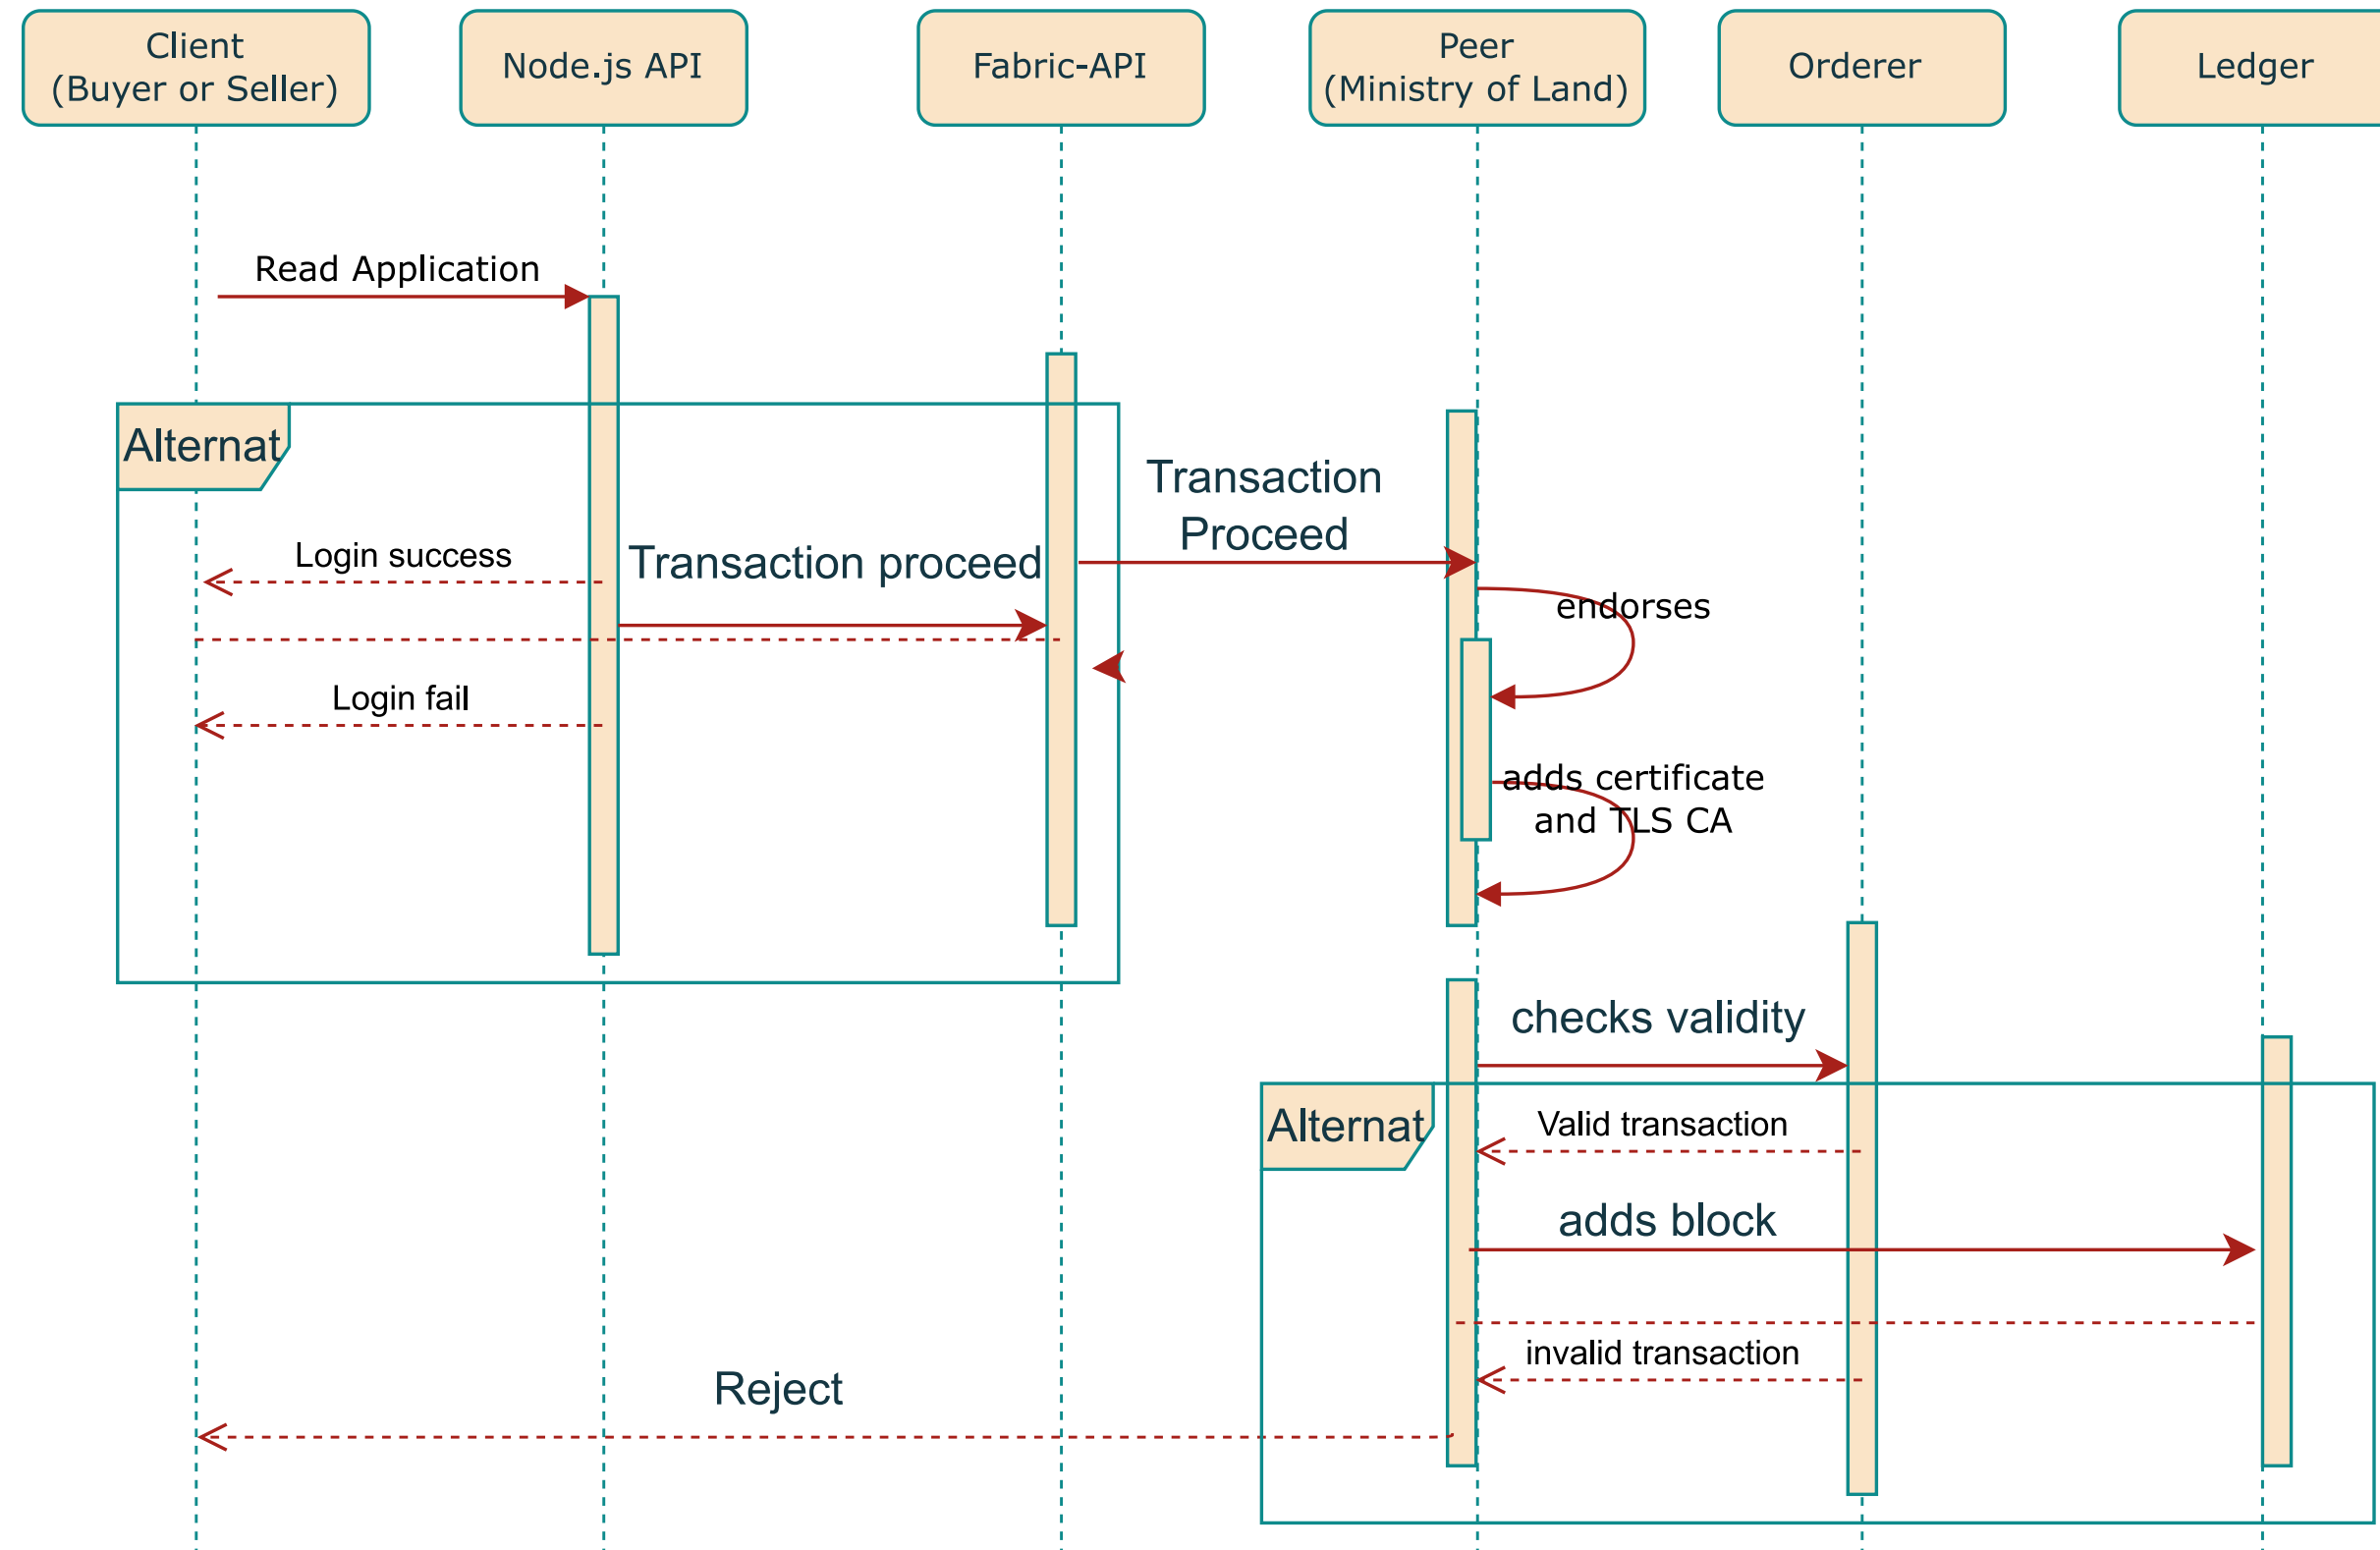 Client
(Buyer or Seller)
Node.js API
Fabric-API
Peer
(Ministry of Land)
Orderer
Ledger
Read Application
Alternat
Transaction
Proceed
Login success
Transaction proceed
endorses
Login fail
adds certificate
and TLS CA
checks validity
Alternat
Valid transaction
adds block
invalid transaction
Reject